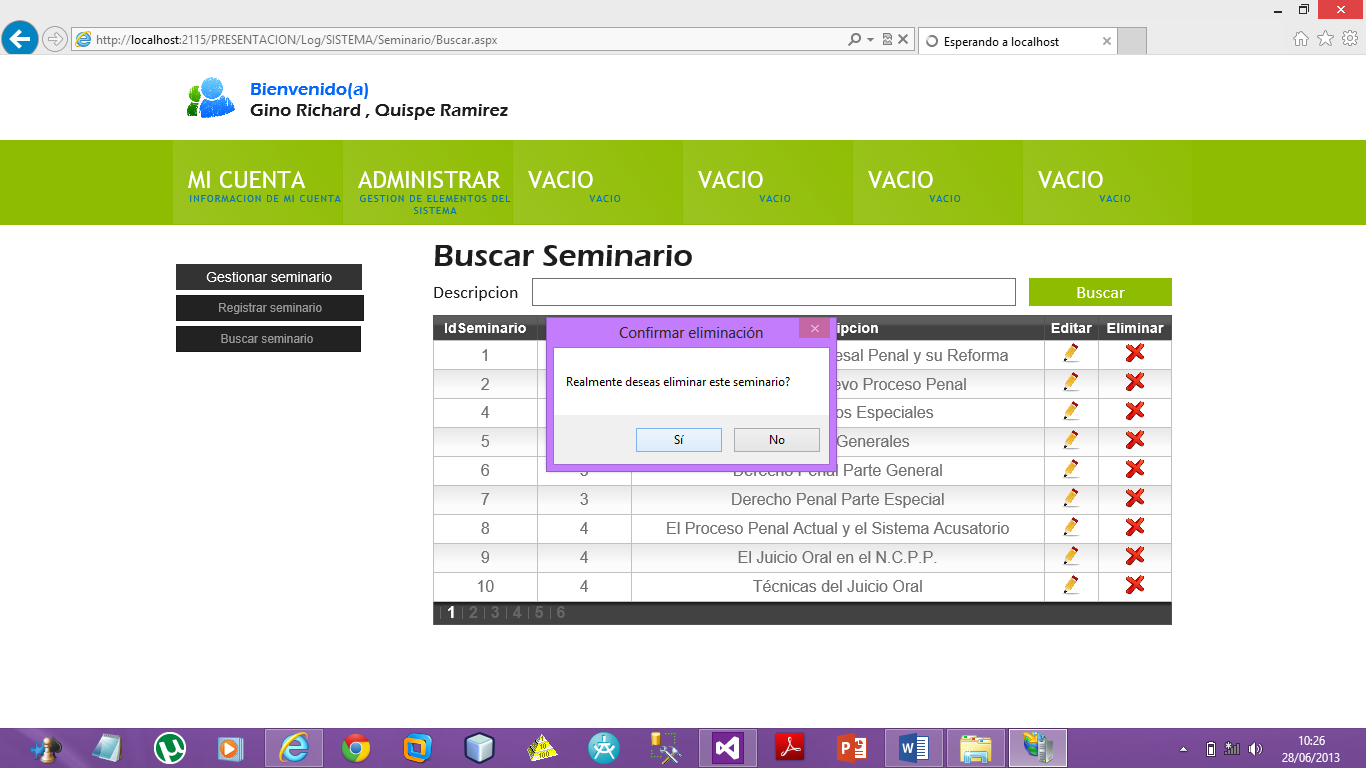 http://localhost:2115/PRESENTACION/Log/SISTEMA/Seminario/Buscar.aspx
Esperando a localhost
Bienvenido(a)
Gino Richard , Quispe Ramirez
MI CUENTA
INFORMACION DE MI CUENTA
ADMINISTRAR
GESTION DE ELEMENTOS DEL
SISTEMA
VACIO
VACIO
VACIO
VACIO
VACIO
VACIO
VACIO
VACIO
Gestionar seminario
Registrar seminario
Buscar seminario
Buscar Seminario
Descripcion
Buscar
IdSeminario ipcion Editar Eliminar
1 esal Penal y su Reforma
2 evo Proceso Penal
4 os Especiales
5 Generales
6 Derecho Penal Parte General
7 3 Derecho Penal Parte Especial
8 4 El Proceso Penal Actual y el Sistema Acusatorio
9 4 El Juicio Oral en el N.C.P.P.
10 4 Técnicas del Juicio Oral
| 1 | 2 | 3 | 4 | 5 | 6
Confirmar eliminación
Realmente deseas eliminar este seminario?
Sí
No
10:26
28/06/2013